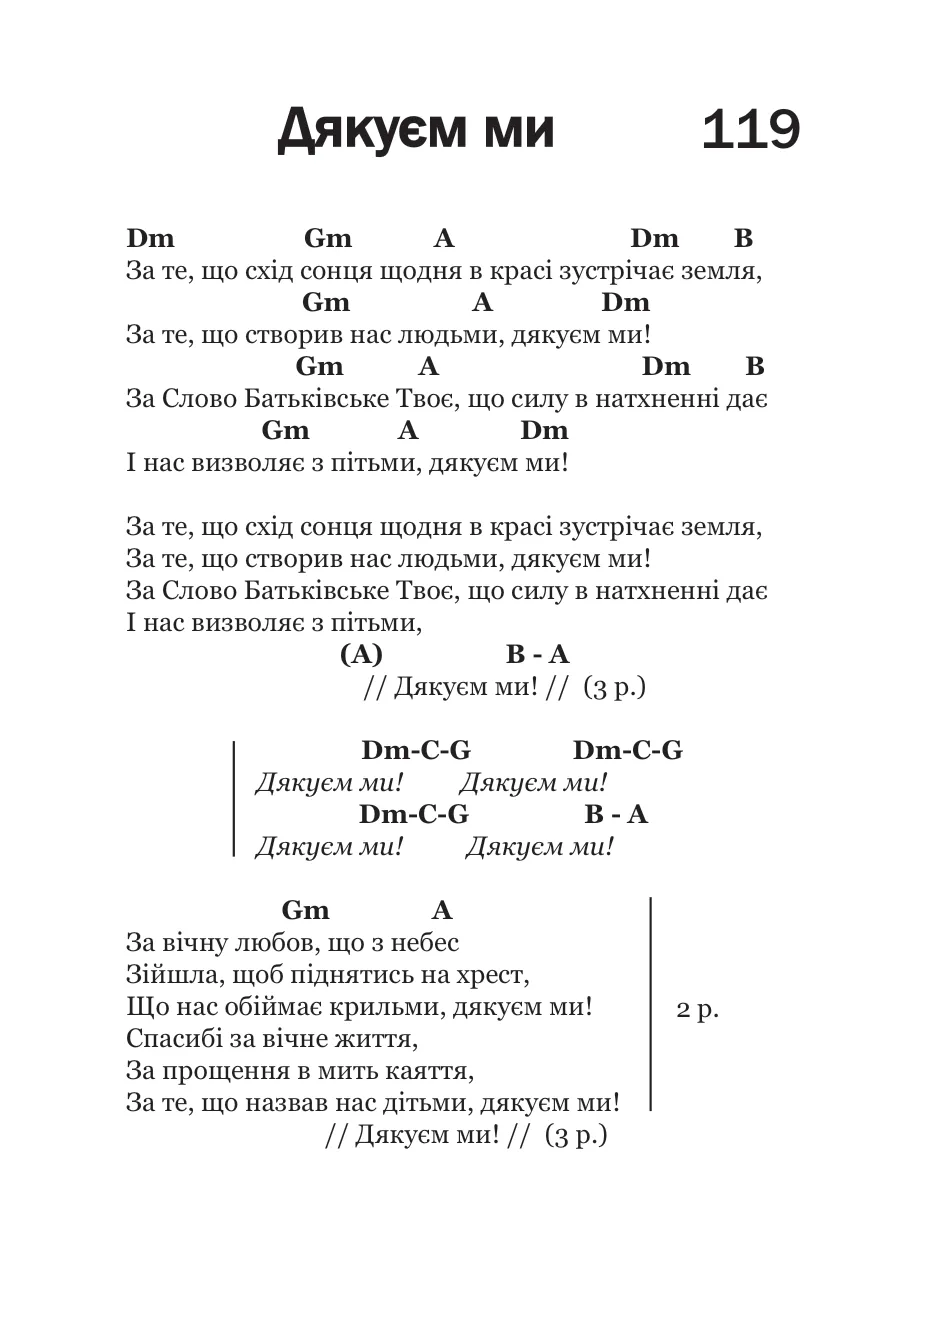 Дякуєм ми 119
Dm Gm A Dm B
За те, що схід сонця щодня в красі зустрічає земля,
Gm A Dm
За те, що створив нас людьми, дякуєм ми!
Gm A Dm B
За Слово Батьківське Твоє, що силу в натхненні дає
Gm A Dm
І нас визволяє з пітьми, дякуєм ми!
За те, що схід сонця щодня в красі зустрічає земля,
За те, що створив нас людьми, дякуєм ми!
За Слово Батьківське Твоє, що силу в натхненні дає
І нас визволяє з пітьми,
(A) B - A
// Дякуєм ми! // (3 р.)
Dm-C-G Dm-C-G
Дякуєм ми! Дякуєм ми!
Dm-C-G B - A
Дякуєм ми! Дякуєм ми!
Gm A
За вічну любов, що з небес
Зійшла, щоб піднятись на хрест,
Що нас обіймає крильми, дякуєм ми!
2 р.
Спасибі за вічне життя,
За прощення в мить каяття,
За те, що назвав нас дітьми, дякуєм ми!
// Дякуєм ми! // (3 р.)